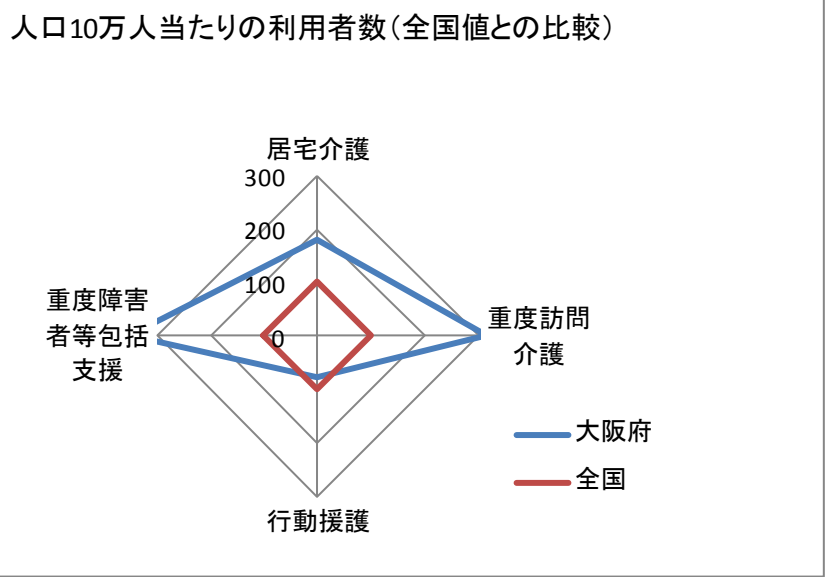 人口10万人当たりの利用者数（全国値との比較）
居宅介護
300
200
100
0
重度障害
者等包括
支援
重度訪問
介護
行動援護
大阪府
全国